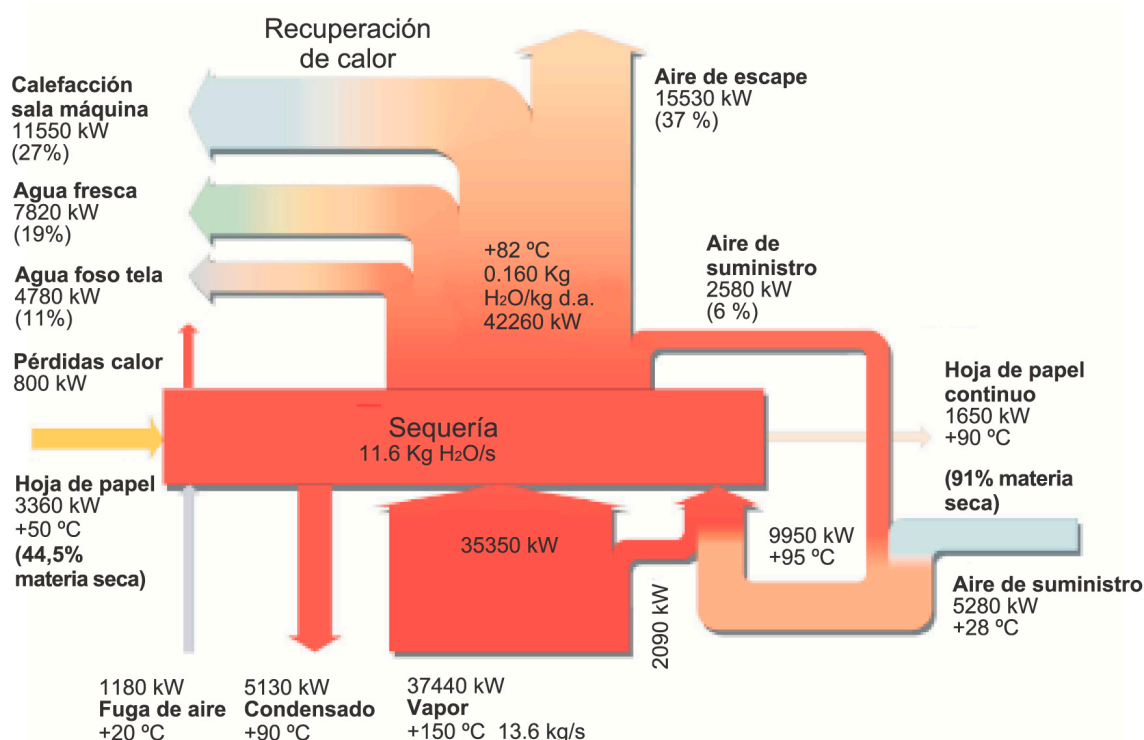 Recuperación
de calor
Calefacción
sala máquina
11550 kW
(27%)
Aire de escape
15530 kW
(37 %)
Agua fresca
7820 kW
(19%)
Agua foso tela
4780 kW
(11%)
+82 ºC
0.160 Kg
H₂O/kg d.a.
42260 kW
Aire de
suministro
2580 kW
(6 %)
Pérdidas calor
800 kW
Hoja de papel
continuo
1650 kW
+90 ºC
Sequería
11.6 Kg H₂O/s
Hoja de papel
3360 kW
+50 ºC
(44,5%
materia seca)
(91% materia
seca)
35350 kW
9950 kW
+95 ºC
2090 kW
Aire de suministro
5280 kW
+28 ºC
1180 kW
Fuga de aire
+20 ºC
5130 kW
Condensado
+90 ºC
37440 kW
Vapor
+150 ºC 13.6 kg/s